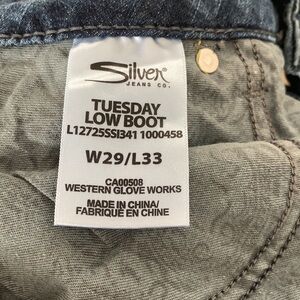 Silver®
JEANS CO.
TUESDAY
LOW BOOT
L12725SSI341 1000458
W29/L33
CA00508
WESTERN GLOVE WORKS
MADE IN CHINA/
FABRIQUÉ EN CHINE